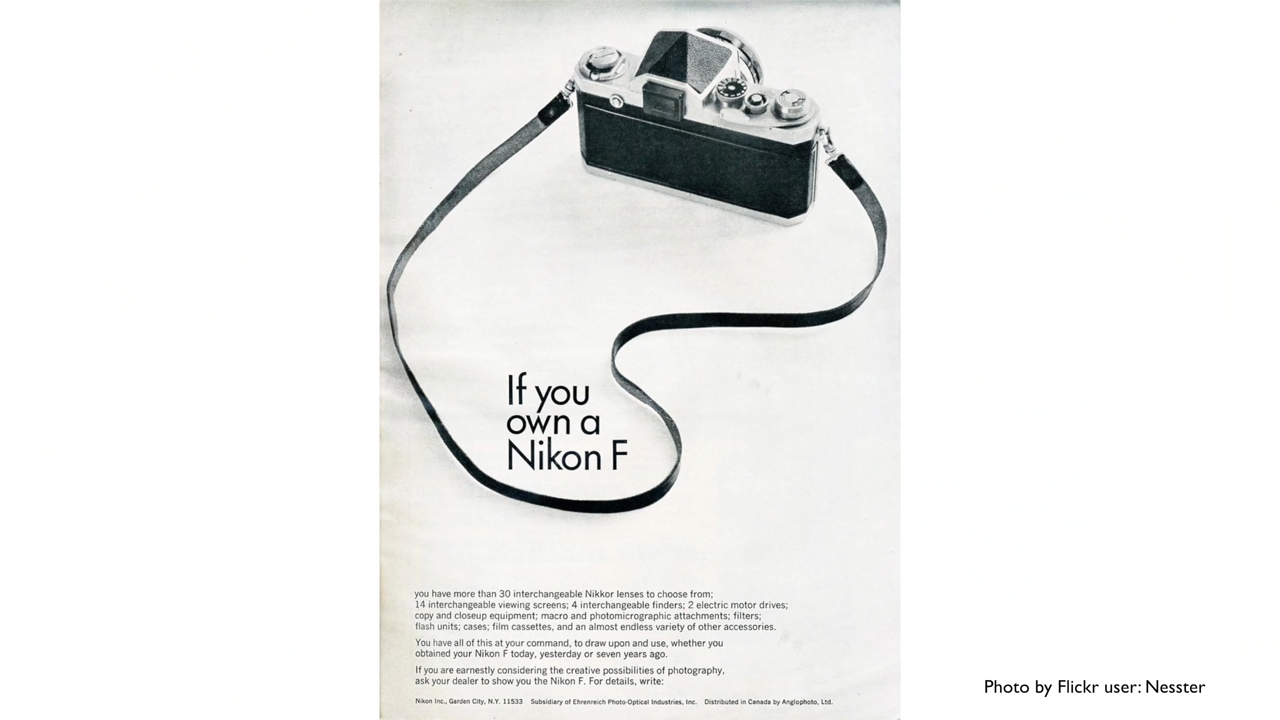 If you
own a
Nikon F
you have more than 30 interchangeable Nikkor lenses to choose from;
14 interchangeable viewing screens; 4 interchangeable finders; 2 electric motor drives;
copy and closeup equipment; macro and photomicrographic attachments; filters;
flash units; cases; film cassettes, and an almost endless variety of other accessories.
You have all of this at your command, to draw upon and use, whether you
obtained your Nikon F today, yesterday or seven years ago.
If you are earnestly considering the creative possibilities of photography,
ask your dealer to show you the Nikon F. For details, write:
Nikon Inc., Garden City, N.Y. 11533 Subsidiary of Ehrenreich Photo-Optical Industries, Inc. Distributed in Canada by Anglophoto, Ltd.
Photo by Flickr user: Nesster